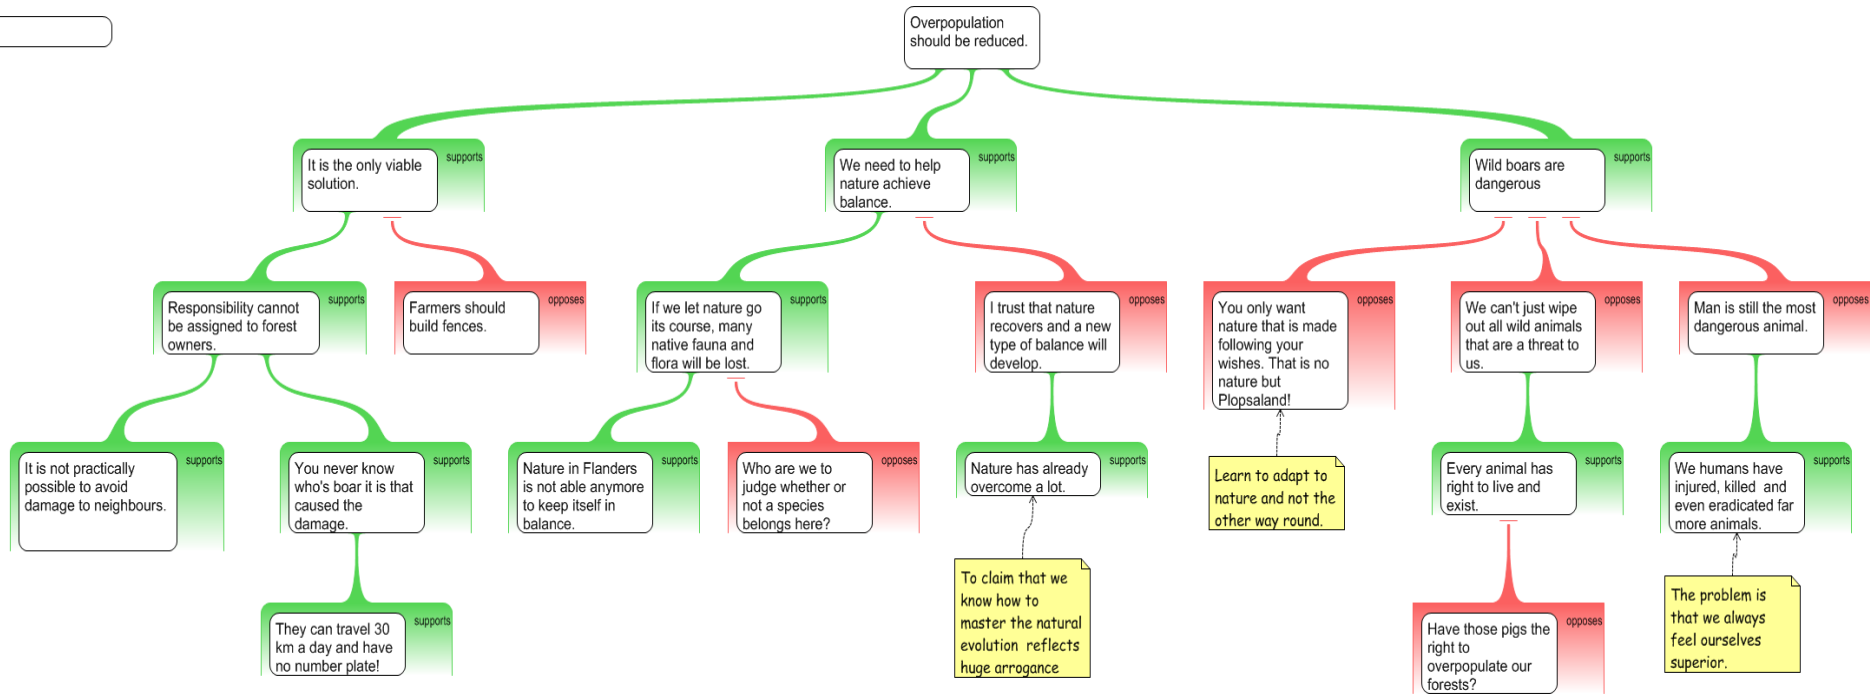 Overpopulation
should be reduced.
It is the only viable
solution.
supports
We need to help
nature achieve
balance.
supports
Wild boars are
dangerous
supports
Responsibility cannot
be assigned to forest
owners.
supports
Farmers should
build fences.
opposes
If we let nature go
its course, many
native fauna and
flora will be lost.
supports
I trust that nature
recovers and a new
type of balance will
develop.
opposes
You only want
nature that is made
following your
wishes. That is no
nature but
Plopsaland!
opposes
We can't just wipe
out all wild animals
that are a threat to
us.
opposes
Man is still the most
dangerous animal.
opposes
It is not practically
possible to avoid
damage to neighbours.
supports
You never know
who's boar it is that
caused the
damage.
supports
Nature in Flanders
is not able anymore
to keep itself in
balance.
supports
Who are we to
judge whether or
not a species
belongs here?
opposes
Nature has already
overcome a lot.
supports
Learn to adapt to
nature and not the
other way round.
Every animal has
right to live and
exist.
supports
We humans have
injured, killed and
even eradicated far
more animals.
supports
They can travel 30
km a day and have
no number plate!
supports
To claim that we
know how to
master the natural
evolution reflects
huge arrogance
Have those pigs the
right to
overpopulate our
forests?
opposes
The problem is
that we always
feel ourselves
superior.